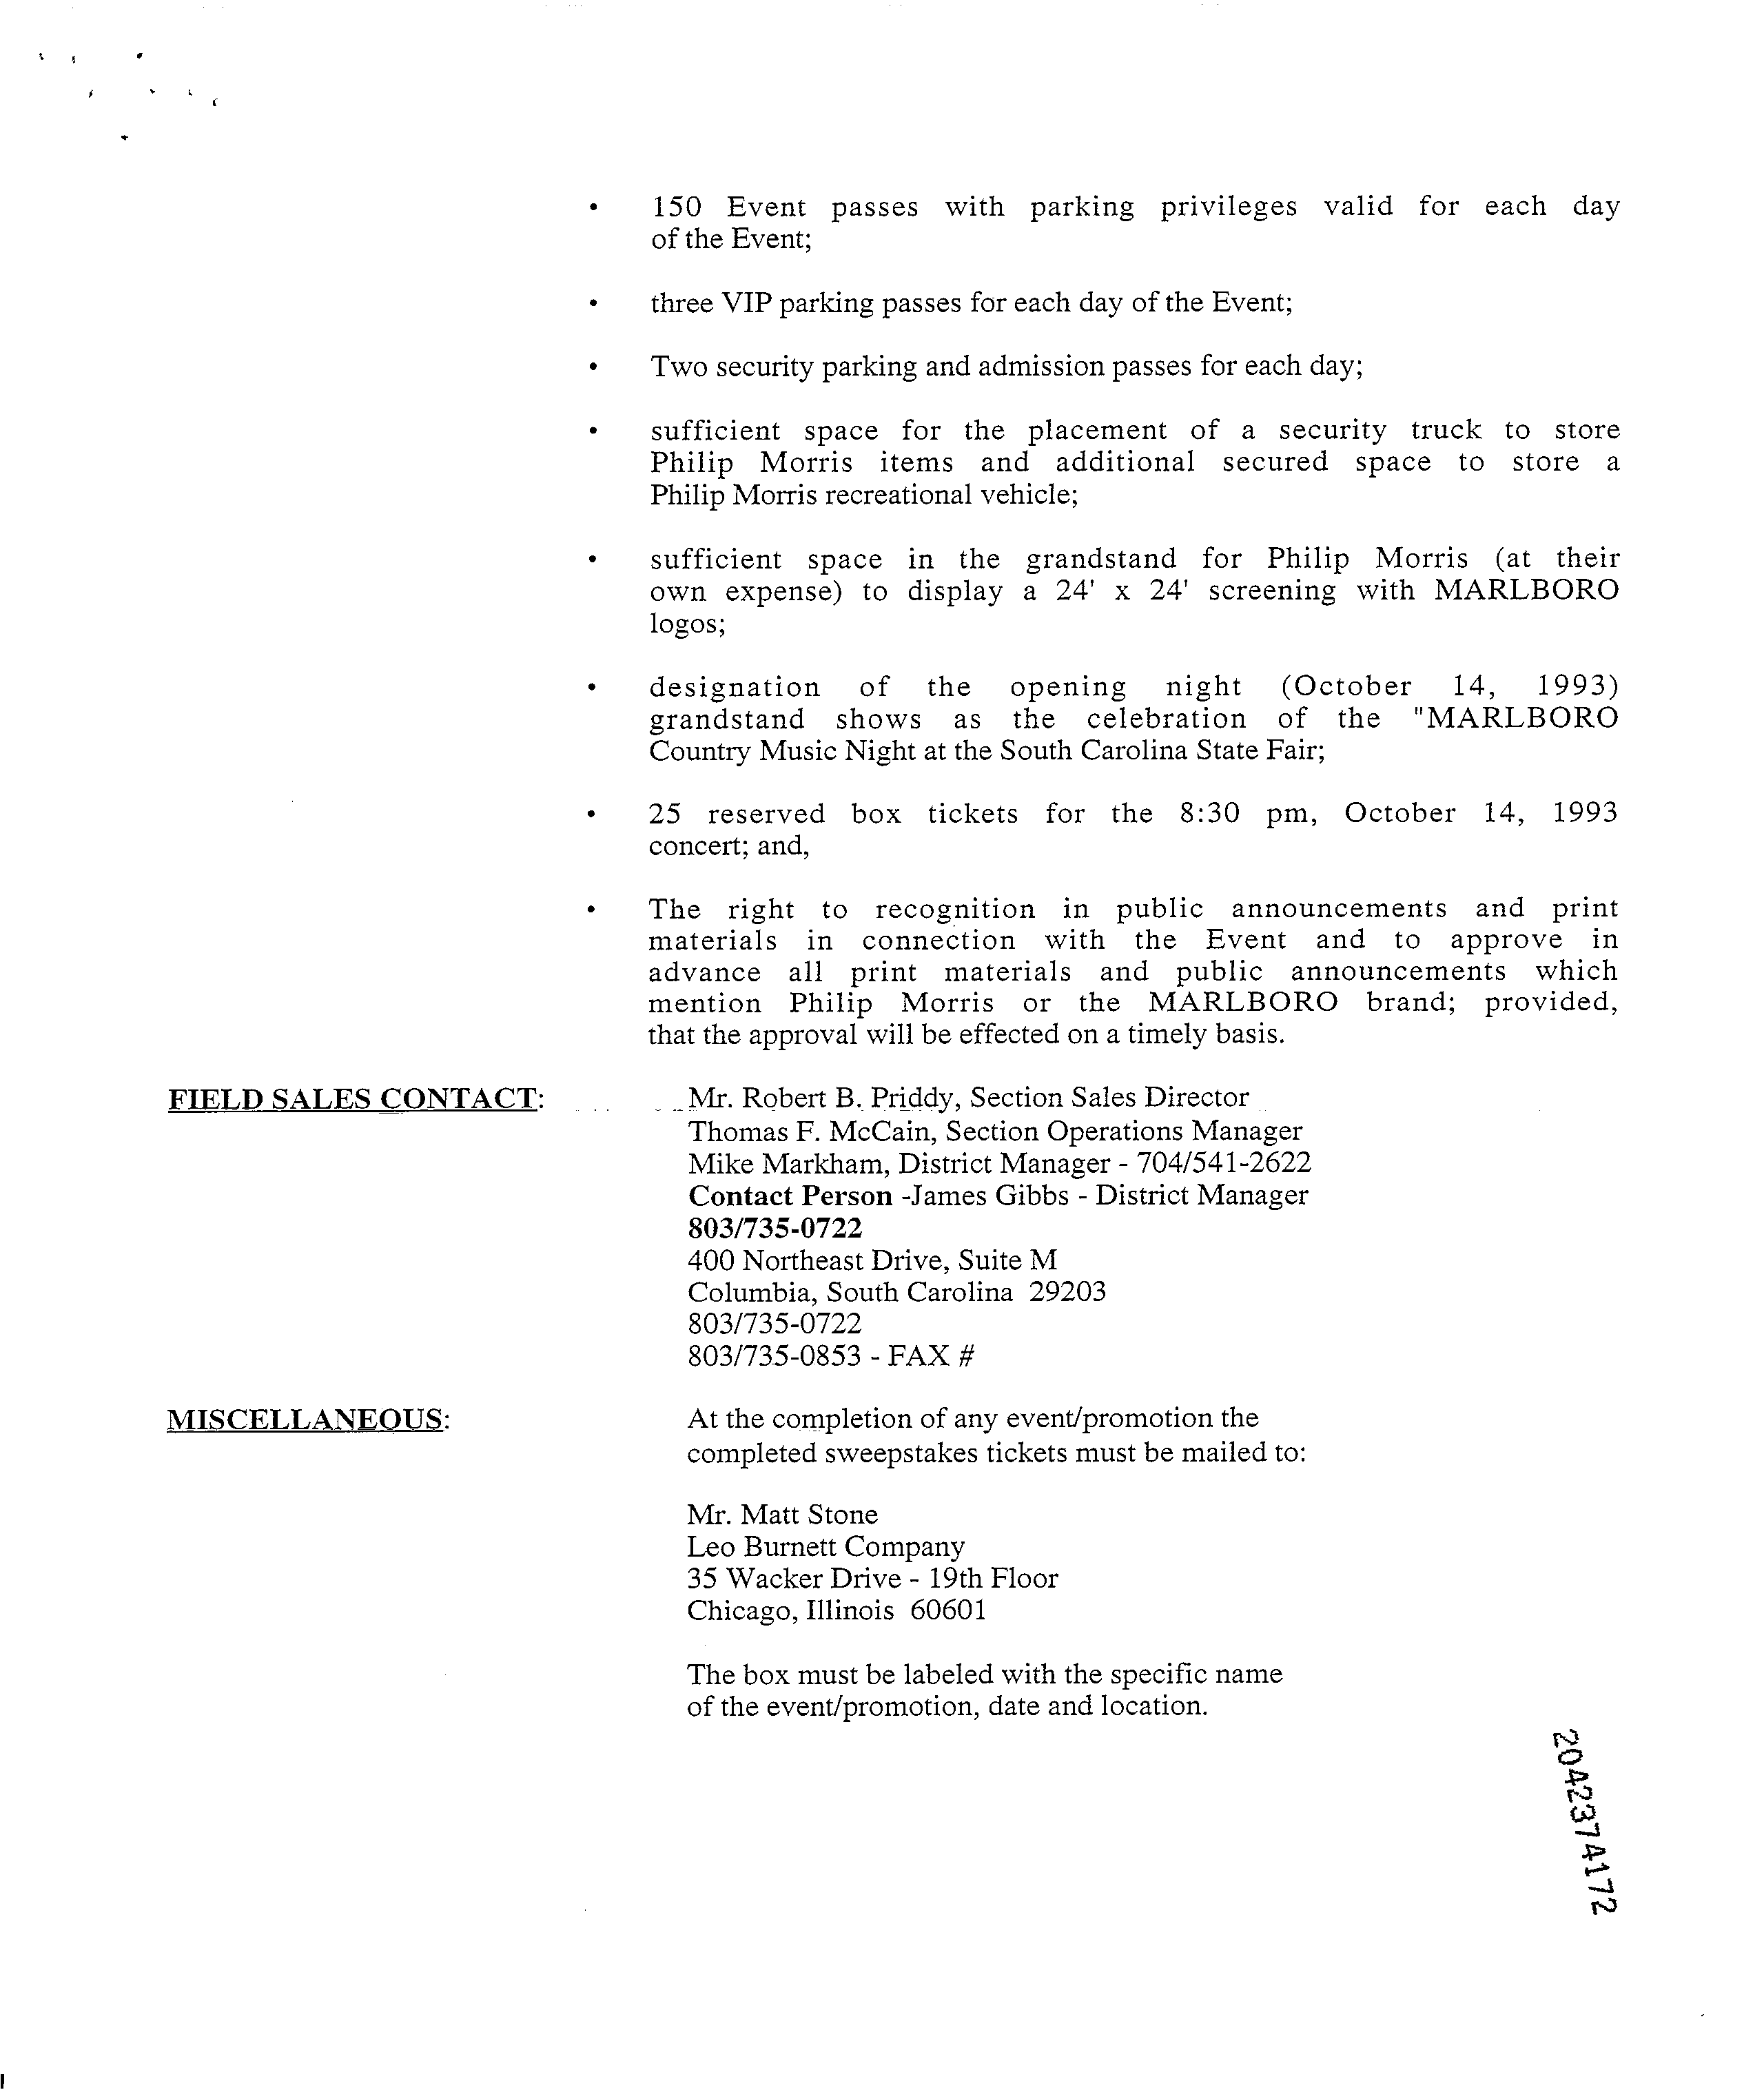 • 150 Event passes with parking privileges valid for each day
of the Event;
• three VIP parking passes for each day of the Event;
• Two security parking and admission passes for each day;
• sufficient space for the placement of a security truck to store
Philip Morris items and additional secured space to store a
Philip Morris recreational vehicle;
• sufficient space in the grandstand for Philip Morris (at their
own expense) to display a 24' x 24' screening with MARLBORO
logos;
• designation of the opening night (October 14, 1993)
grandstand shows as the celebration of the "MARLBORO
Country Music Night at the South Carolina State Fair;
• 25 reserved box tickets for the 8:30 pm, October 14, 1993
concert; and,
• The right to recognition in public announcements and print
materials in connection with the Event and to approve in
advance all print materials and public announcements which
mention Philip Morris or the MARLBORO brand; provided,
that the approval will be effected on a timely basis.
FIELD SALES CONTACT: Mr. Robert B. Priddy, Section Sales Director
Thomas F. McCain, Section Operations Manager
Mike Markham, District Manager - 704/541-2622
Contact Person -James Gibbs - District Manager
803/735-0722
400 Northeast Drive, Suite M
Columbia, South Carolina 29203
803/735-0722
803/735-0853 - FAX #
MISCELLANEOUS: At the completion of any event/promotion the
completed sweepstakes tickets must be mailed to:
Mr. Matt Stone
Leo Burnett Company
35 Wacker Drive - 19th Floor
Chicago, Illinois 60601
The box must be labeled with the specific name
of the event/promotion, date and location.
2042374172